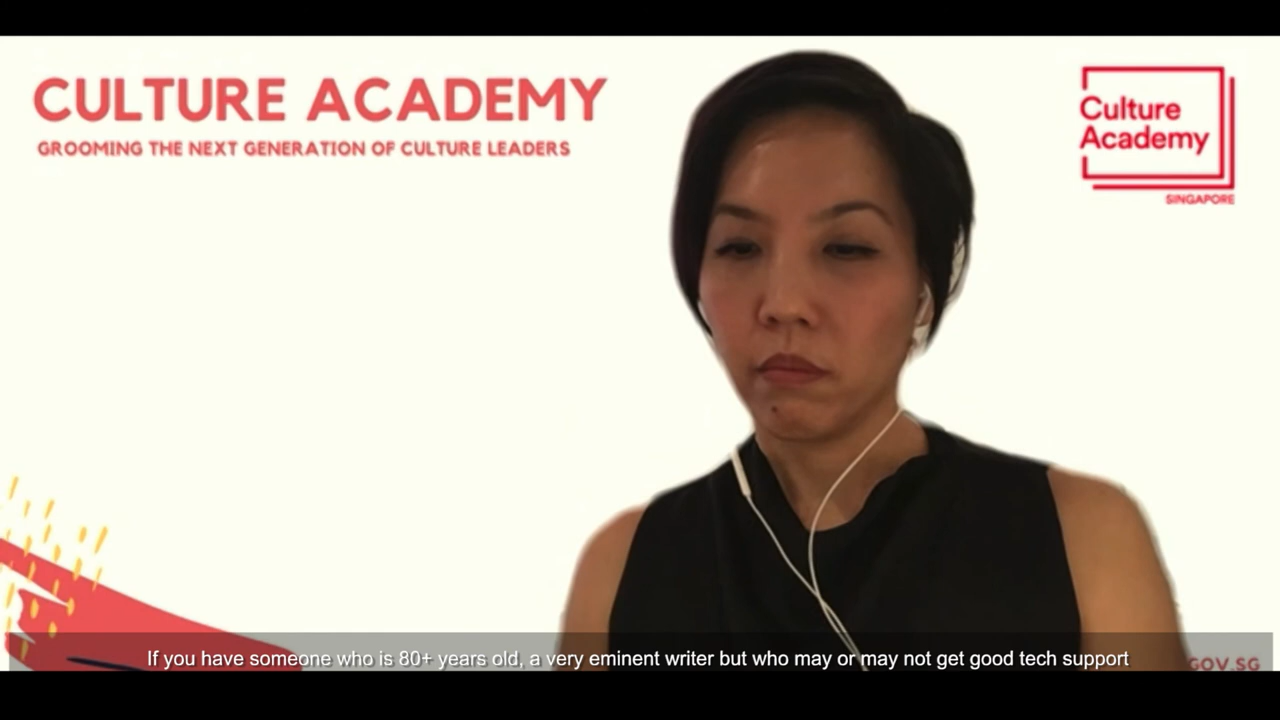 CULTURE ACADEMY
GROOMING THE NEXT GENERATION OF CULTURE LEADERS
Culture
Academy
SINGAPORE
If you have someone who is 80+ years old, a very eminent writer but who may or may not get good tech support
GOV.SG